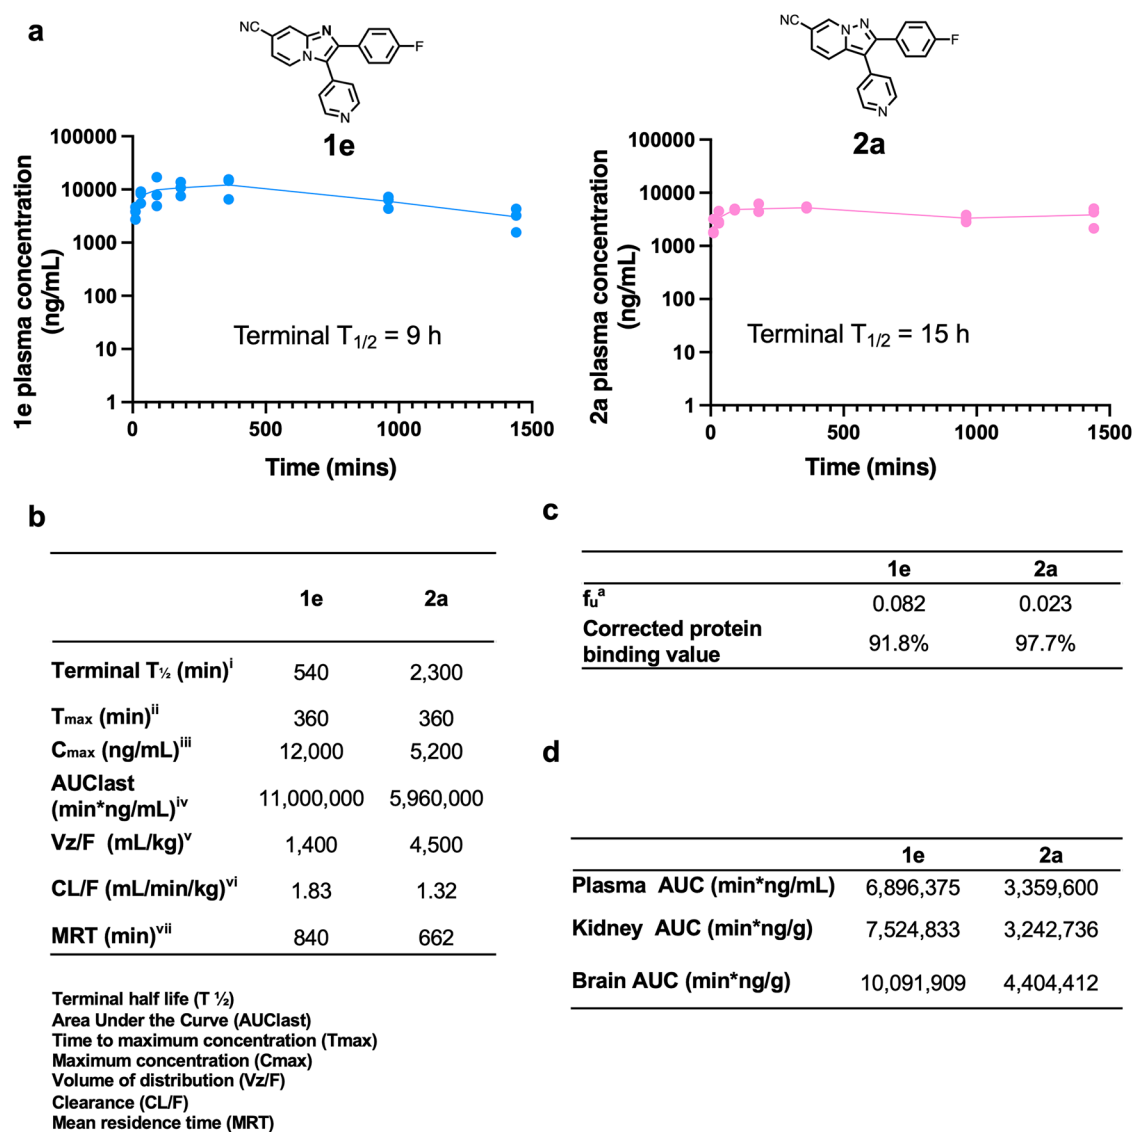 a
NC
N
N
F
N
1e
NC
N
N
F
N
2a
1e plasma concentration
(ng/mL)
100000
10000
1000
100
10
1
Terminal T1/2 = 9 h
0
500
1000
1500
Time (mins)
2a plasma concentration
(ng/mL)
100000
10000
1000
100
10
1
Terminal T1/2 = 15 h
0
500
1000
1500
Time (mins)
b
1e 2a
Terminal T½ (min)i 540 2,300
Tmax (min)ii 360 360
Cmax (ng/mL)iii 12,000 5,200
AUClast
(min*ng/mL)iv 11,000,000 5,960,000
Vz/F (mL/kg)v 1,400 4,500
CL/F (mL/min/kg)vi 1.83 1.32
MRT (min)vii 840 662
Terminal half life (T ½)
Area Under the Curve (AUClast)
Time to maximum concentration (Tmax)
Maximum concentration (Cmax)
Volume of distribution (Vz/F)
Clearance (CL/F)
Mean residence time (MRT)
c
1e 2a
fua 0.082 0.023
Corrected protein
binding value 91.8% 97.7%
d
1e 2a
Plasma AUC (min*ng/mL) 6,896,375 3,359,600
Kidney AUC (min*ng/g) 7,524,833 3,242,736
Brain AUC (min*ng/g) 10,091,909 4,404,412